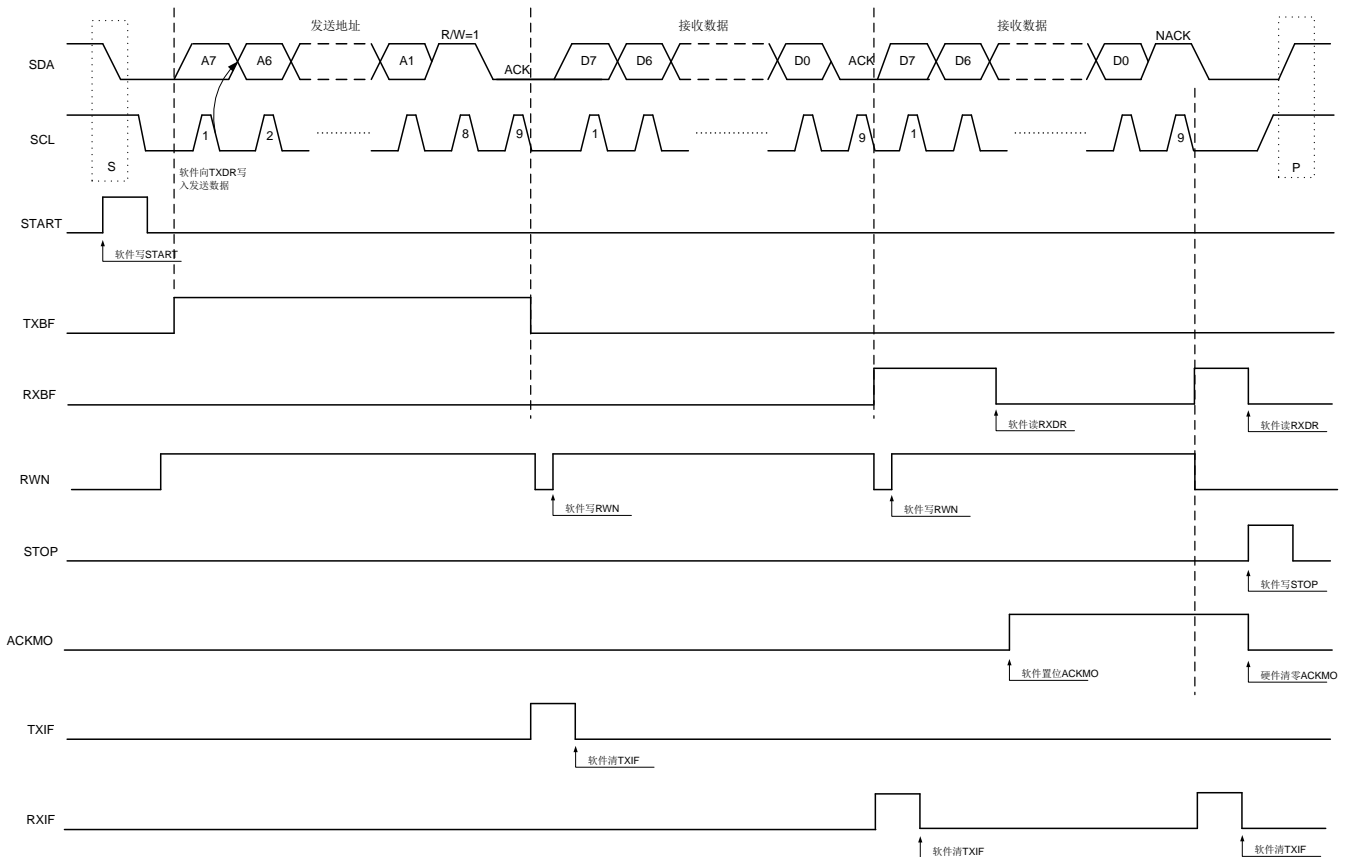 发送地址
接收数据
接收数据
R/W=1
NACK
SDA
A7
A6
A1
ACK
D7
D6
D0
ACK
D7
D6
D0
SCL
1
2
8
9
1
9
1
9
S
P
软件向TXDR写
入发送数据
START
软件写START
TXBF
RXBF
软件读RXDR
软件读RXDR
RWN
软件写RWN
软件写RWN
STOP
软件写STOP
ACKMO
软件置位ACKMO
硬件清零ACKMO
TXIF
软件清TXIF
RXIF
软件清TXIF
软件清TXIF